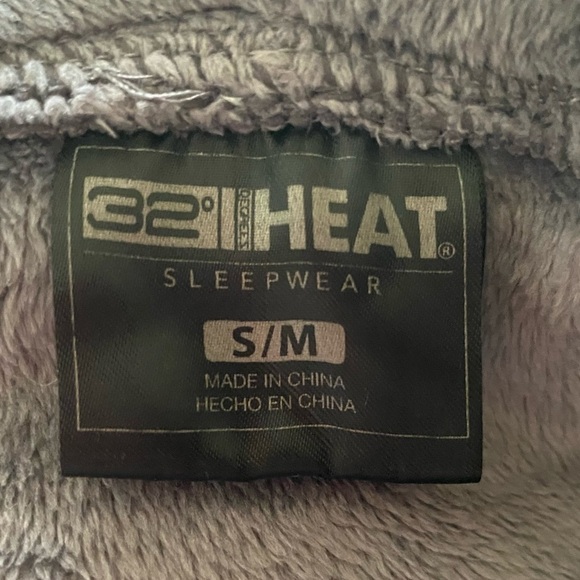 32° DEGREES HEAT®
SLEEPWEAR
S/M
MADE IN CHINA
HECHO EN CHINA